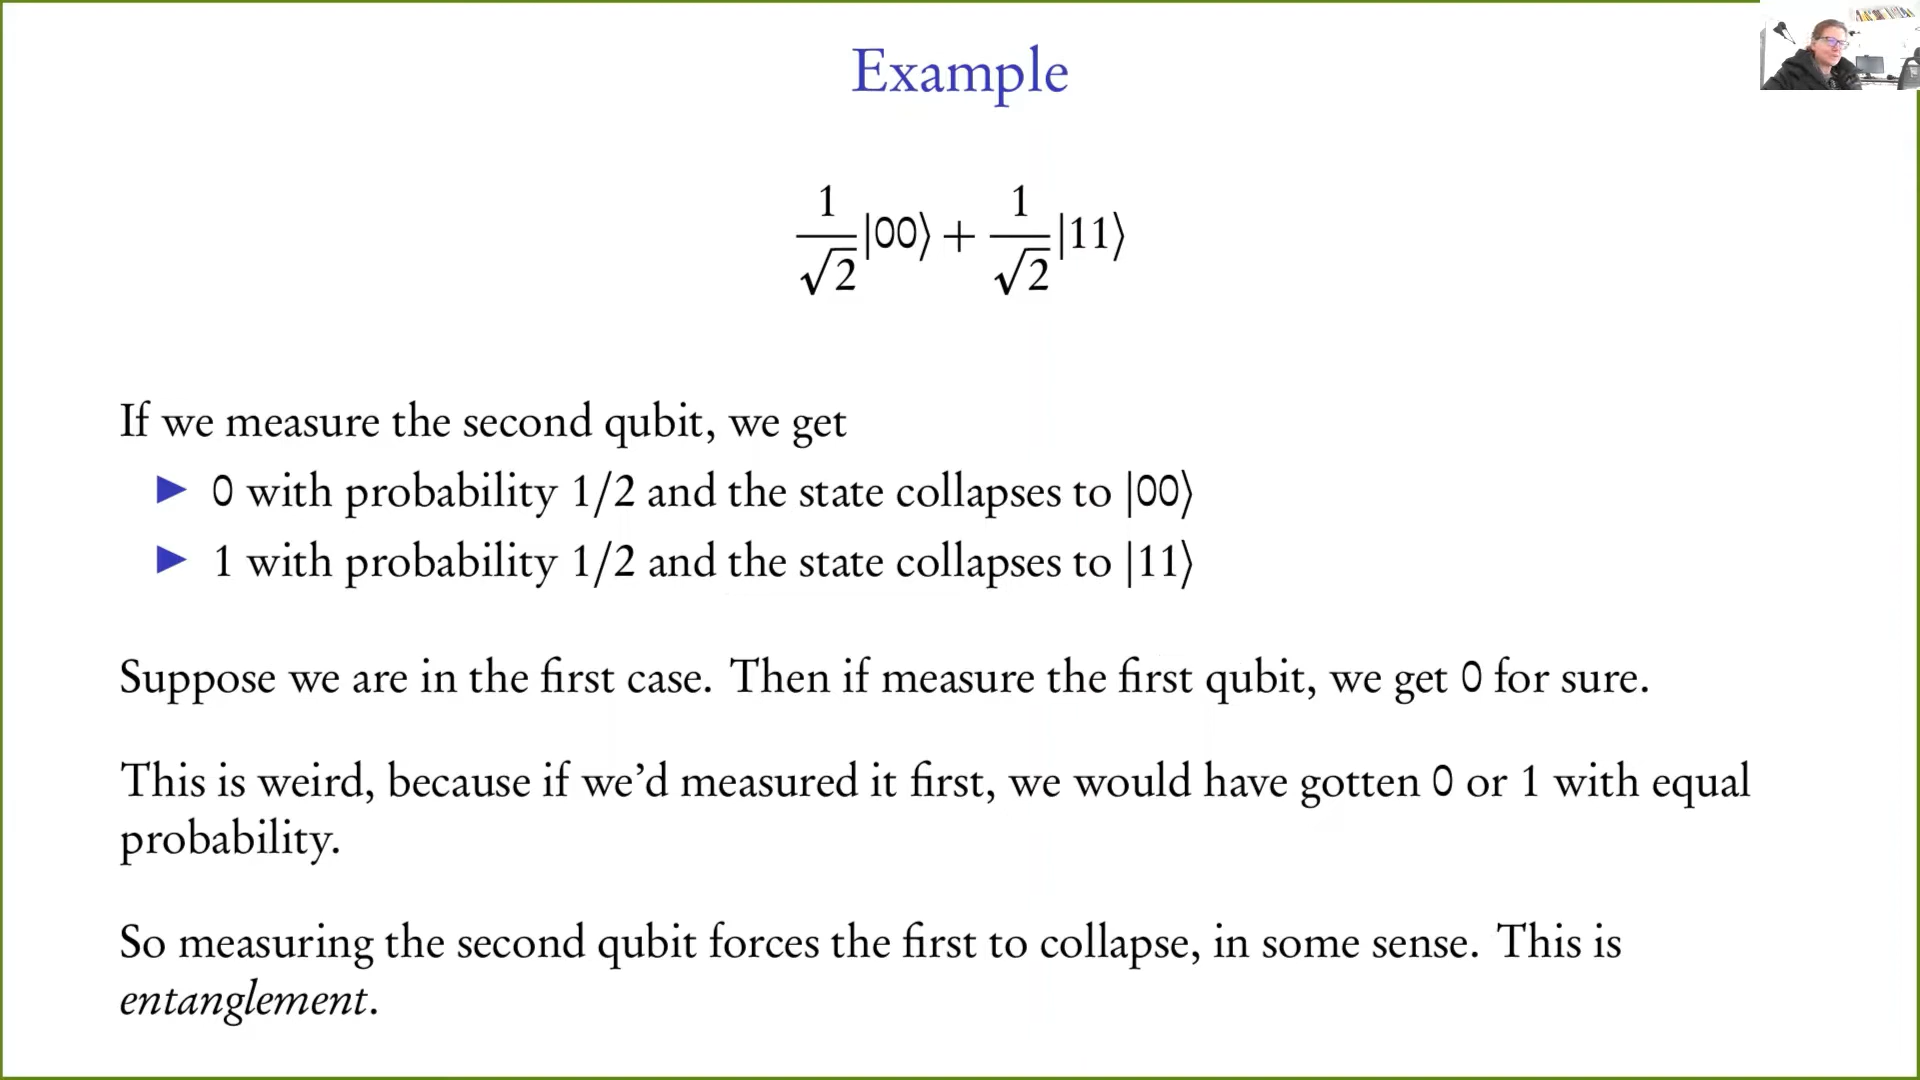 Example
1/√2|00⟩ + 1/√2|11⟩
If we measure the second qubit, we get
▶ 0 with probability 1/2 and the state collapses to |00⟩
▶ 1 with probability 1/2 and the state collapses to |11⟩
Suppose we are in the first case. Then if measure the first qubit, we get 0 for sure.
This is weird, because if we’d measured it first, we would have gotten 0 or 1 with equal
probability.
So measuring the second qubit forces the first to collapse, in some sense. This is
entanglement.